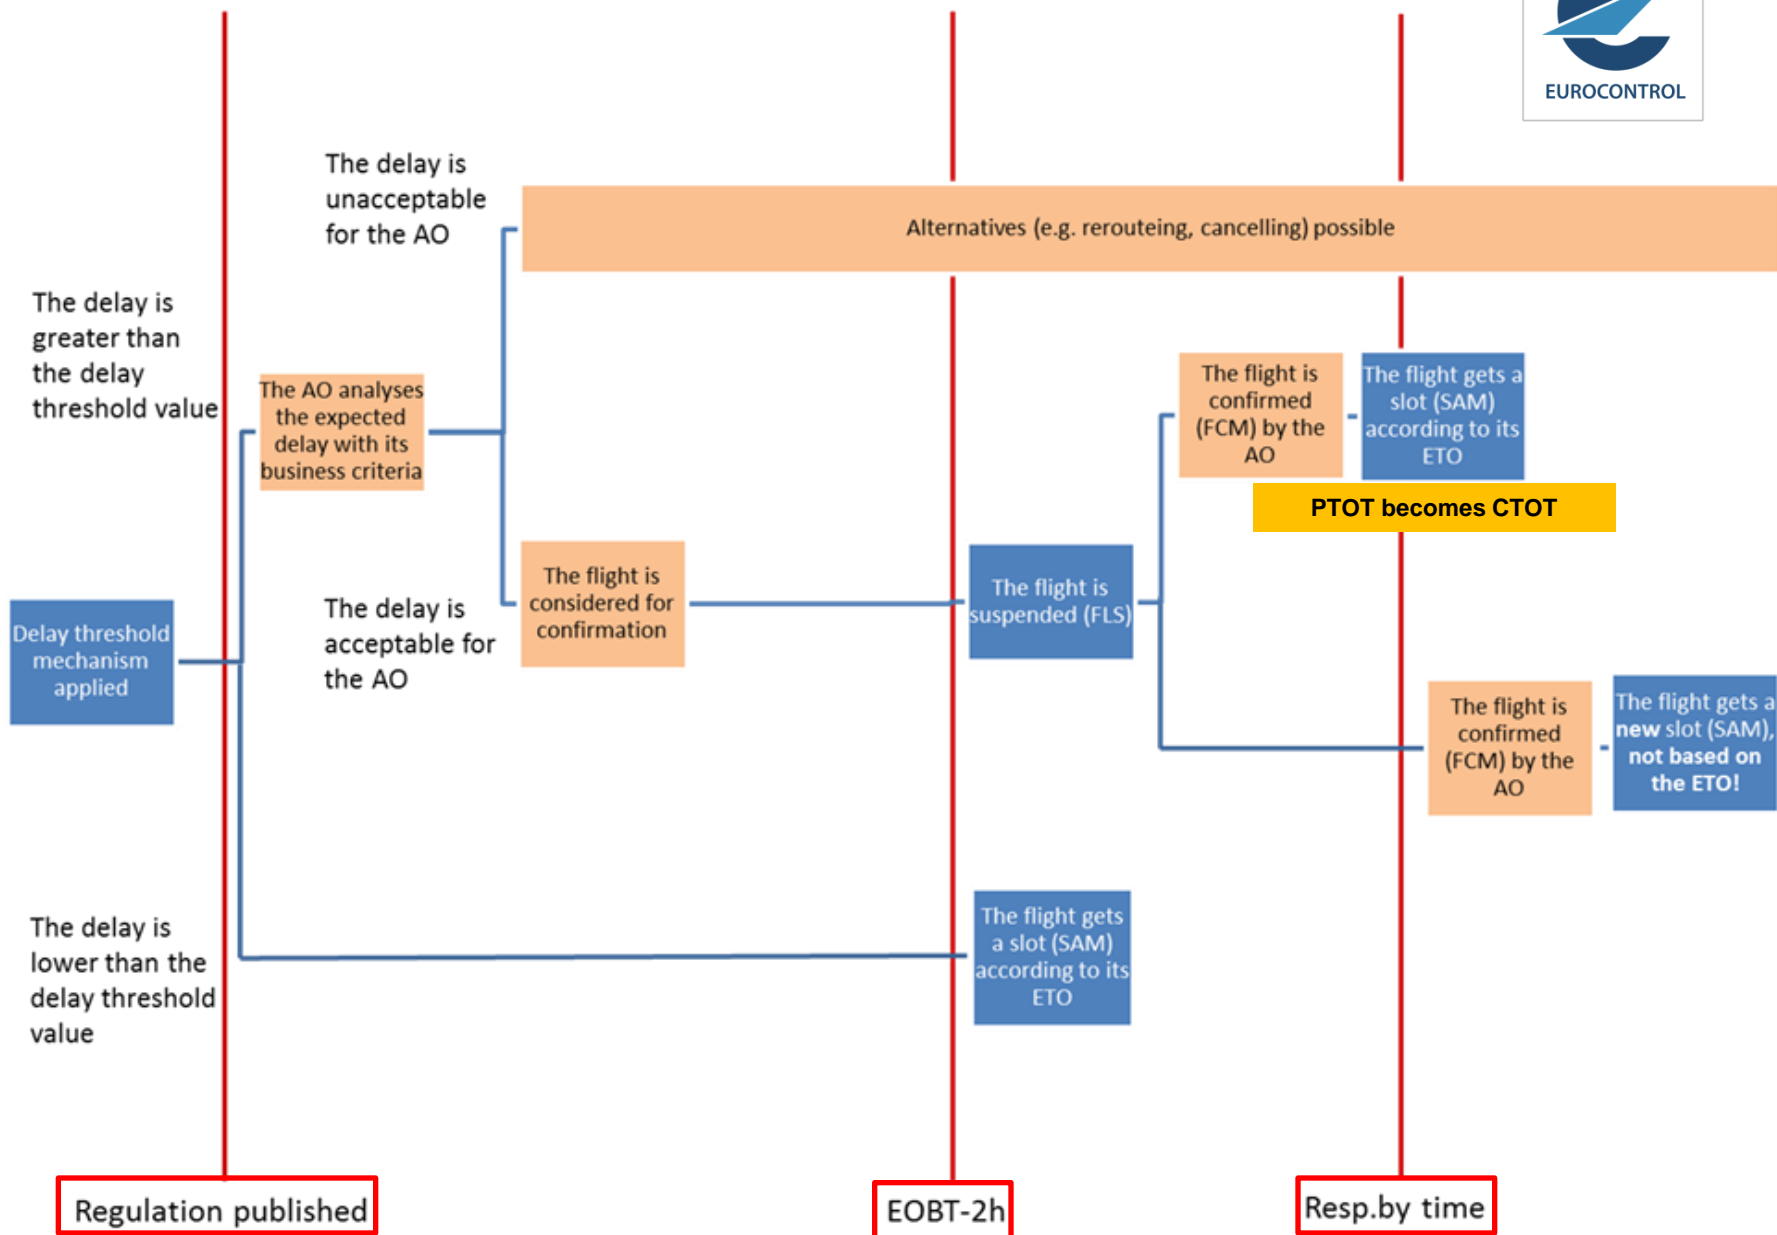 EUROCONTROL
The delay is
unacceptable
for the AO
Alternatives (e.g. rerouteing, cancelling) possible
The delay is
greater than
the delay
threshold value
The AO analyses
the expected
delay with its
business criteria
The flight is
confirmed
(FCM) by the
AO
The flight gets a
slot (SAM)
according to its
ETO
PTOT becomes CTOT
The flight is
considered for
confirmation
The flight is
suspended (FLS)
Delay threshold
mechanism
applied
The delay is
acceptable for
the AO
The flight is
confirmed
(FCM) by the
AO
The flight gets a
new slot (SAM),
not based on
the ETO!
The delay is
lower than the
delay threshold
value
The flight gets
a slot (SAM)
according to its
ETO
Regulation published
EOBT-2h
Resp.by time